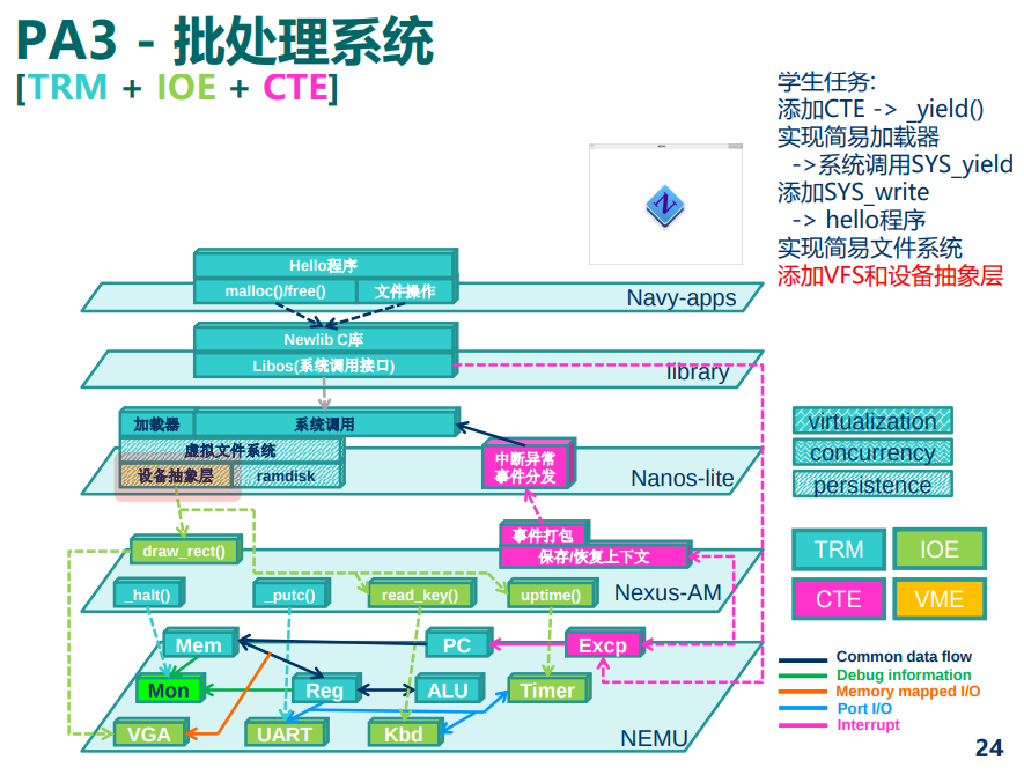 PA3 - 批处理系统
[TRM + IOE + CTE]
学生任务:
添加CTE -> _yield()
实现简易加载器
->系统调用SYS_yield
添加SYS_write
-> hello程序
实现简易文件系统
添加VFS和设备抽象层
Hello程序
malloc()/free() 文件操作
Navy-apps
Newlib C库
Libos(系统调用接口)
library
加载器 系统调用
虚拟文件系统
设备抽象层 ramdisk
中断异常
事件分发
Nanos-lite
virtualization
concurrency
persistence
事件打包
draw_rect() 保存/恢复上下文
_halt() _putc() read_key() uptime() Nexus-AM
TRM IOE
CTE VME
Mem PC Excp
Mon Reg ALU Timer
VGA UART Kbd NEMU
Common data flow
Debug information
Memory mapped I/O
Port I/O
Interrupt
24